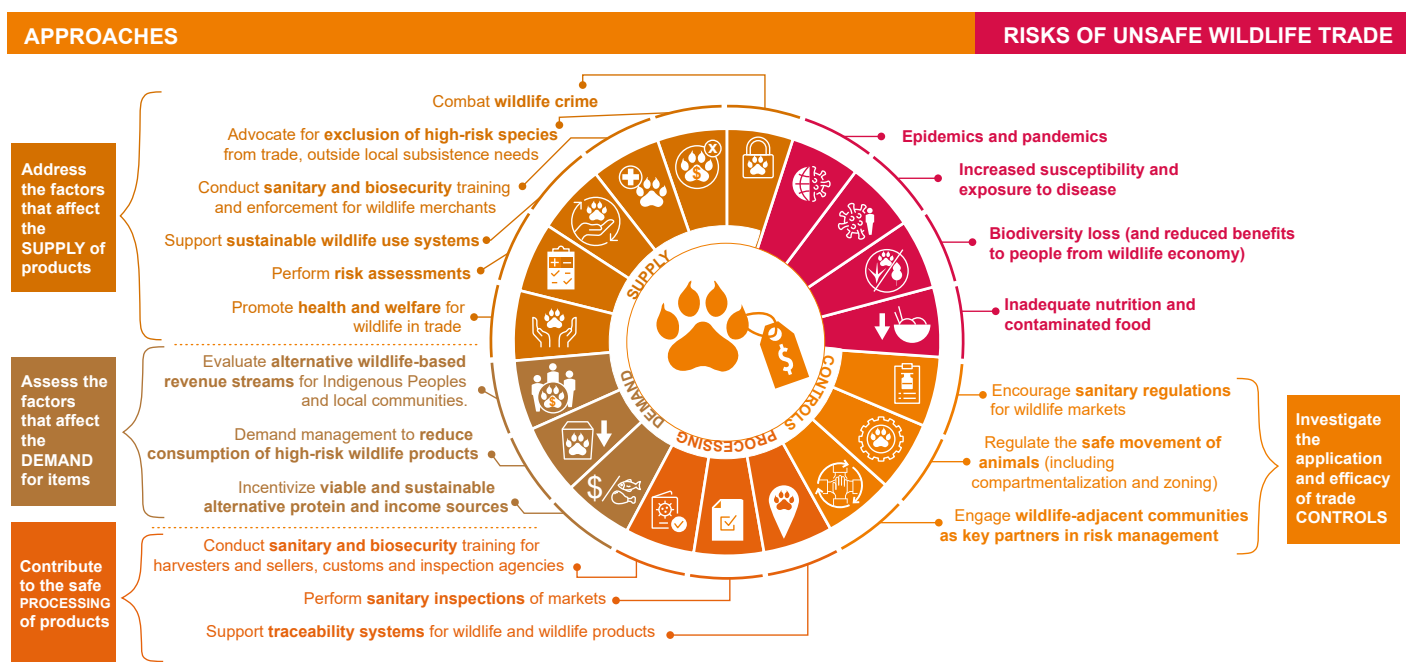 APPROACHES
RISKS OF UNSAFE WILDLIFE TRADE
Address
the factors
that affect
the
SUPPLY of
products
Combat wildlife crime
Advocate for exclusion of high-risk species
from trade, outside local subsistence needs
Conduct sanitary and biosecurity training
and enforcement for wildlife merchants
Support sustainable wildlife use systems
Perform risk assessments
Promote health and welfare for
wildlife in trade
Assess the
factors
that affect
the
DEMAND
for items
Evaluate alternative wildlife-based
revenue streams for Indigenous Peoples
and local communities.
Demand management to reduce
consumption of high-risk wildlife products
Incentivize viable and sustainable
alternative protein and income sources
Contribute
to the safe
PROCESSING
of products
Conduct sanitary and biosecurity training for
harvesters and sellers, customs and inspection agencies
Perform sanitary inspections of markets
Support traceability systems for wildlife and wildlife products
SUPPLY
DEMAND
PROCESSING
CONTROLS
$
X
$
$
$/
Epidemics and pandemics
Increased susceptibility and
exposure to disease
Biodiversity loss (and reduced benefits
to people from wildlife economy)
Inadequate nutrition and
contaminated food
Encourage sanitary regulations
for wildlife markets
Regulate the safe movement of
animals (including
compartmentalization and zoning)
Engage wildlife-adjacent communities
as key partners in risk management
Investigate
the
application
and efficacy
of trade
CONTROLS